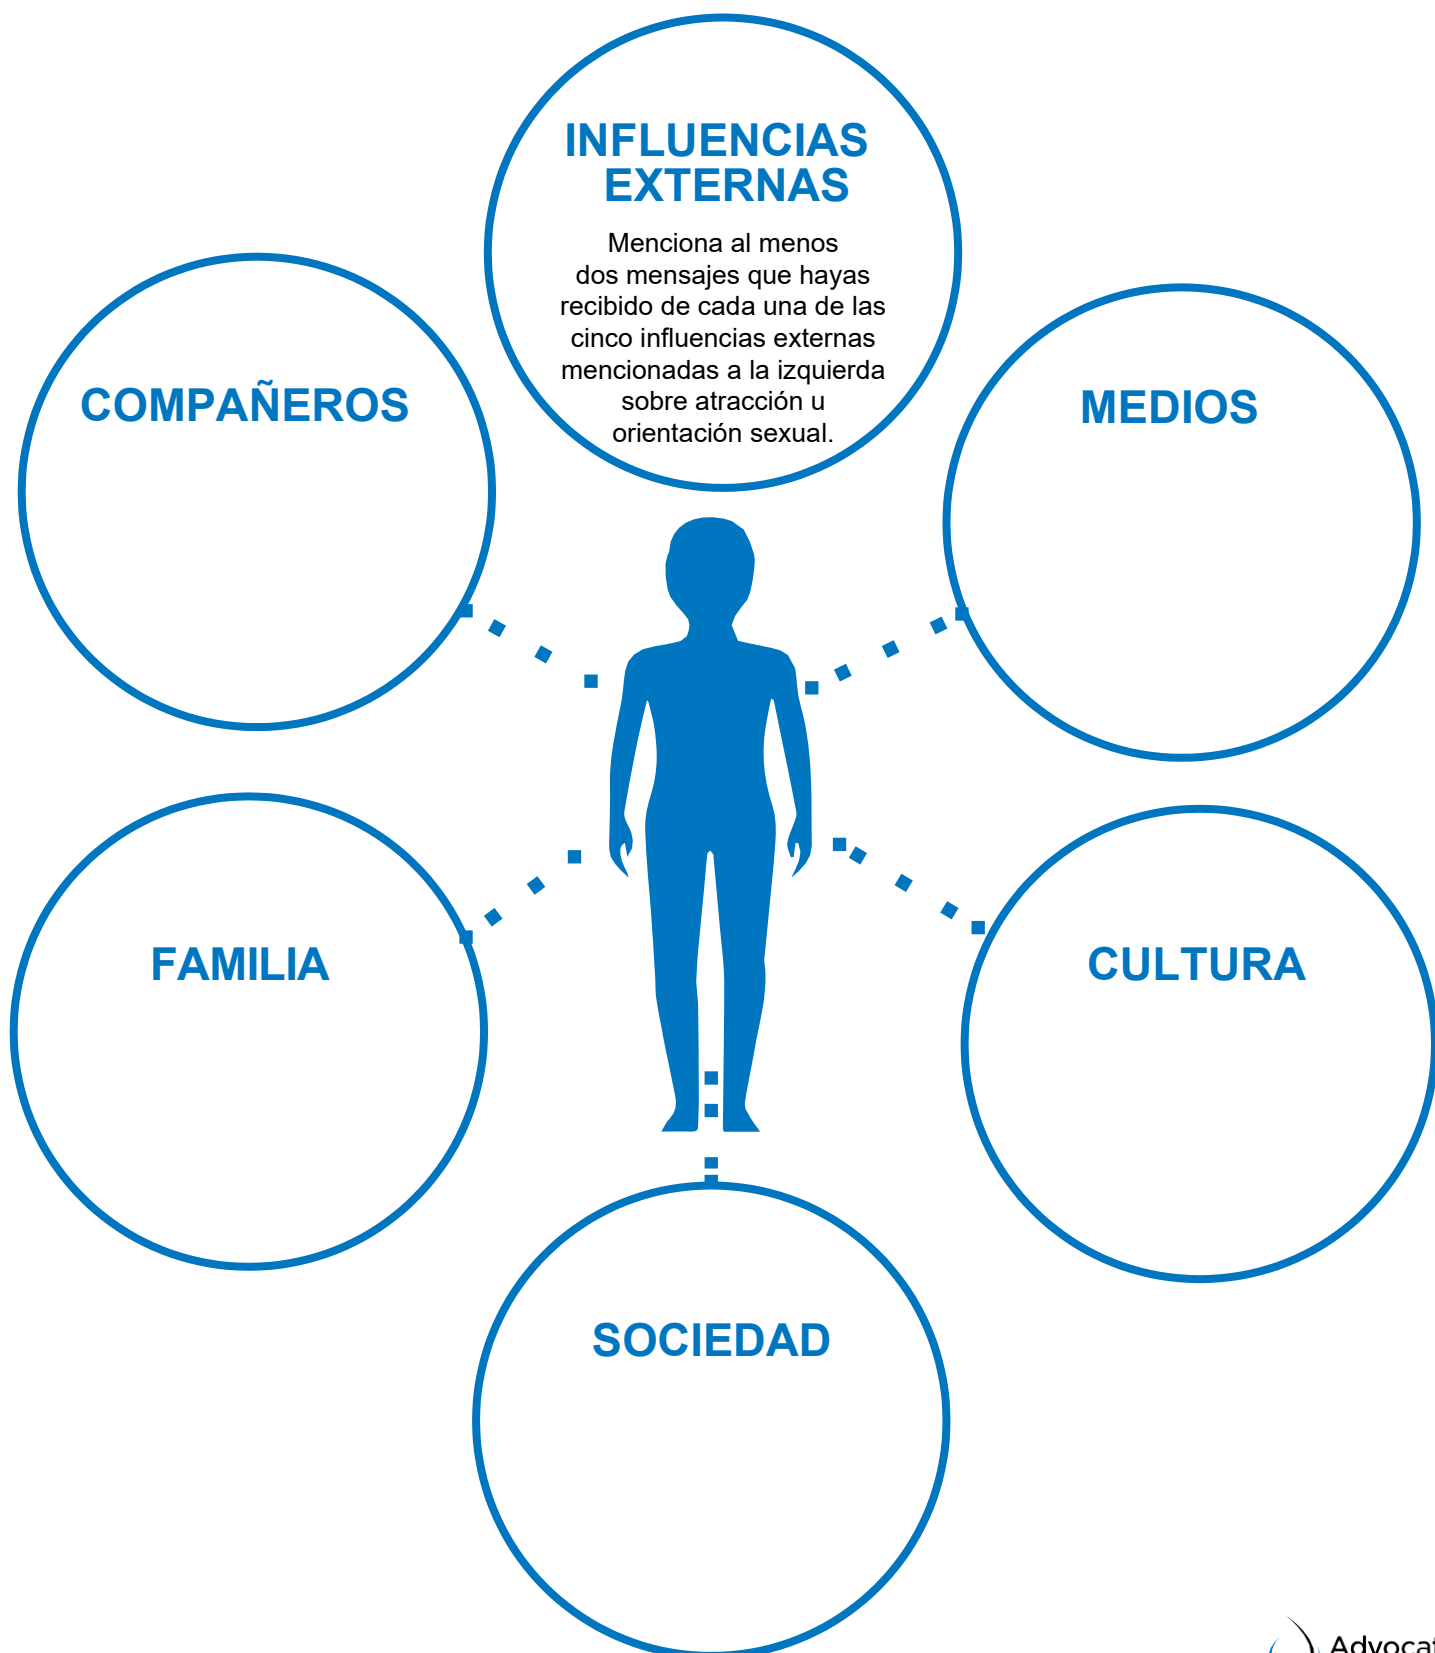 INFLUENCIAS
EXTERNAS
Menciona al menos
dos mensajes que hayas
recibido de cada una de las
cinco influencias externas
mencionadas a la izquierda
sobre atracción u
orientación sexual.
COMPAÑEROS
MEDIOS
FAMILIA
CULTURA
SOCIEDAD